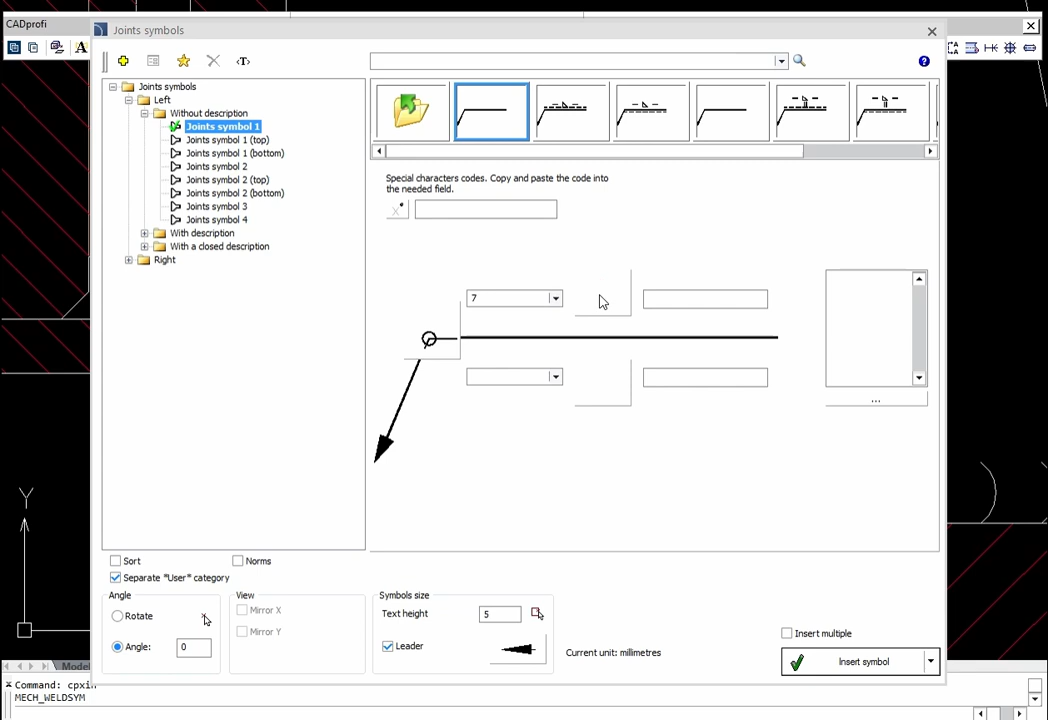 CADprofi
Joints symbols
A
T
?
Joints symbols
Left
Without description
Joints symbol 1
Joints symbol 1 (top)
Joints symbol 1 (bottom)
Joints symbol 2
Joints symbol 2 (top)
Joints symbol 2 (bottom)
Joints symbol 3
Joints symbol 4
With description
With a closed description
Right
Special characters codes. Copy and paste the code into
the needed field.
7
...
Y
Sort
Norms
Separate "User" category
Angle
Rotate
Angle:
0
View
Mirror X
Mirror Y
Symbols size
Text height
5
Leader
Current unit: millimetres
Insert multiple
Insert symbol
Model
MECH_WELDSYM